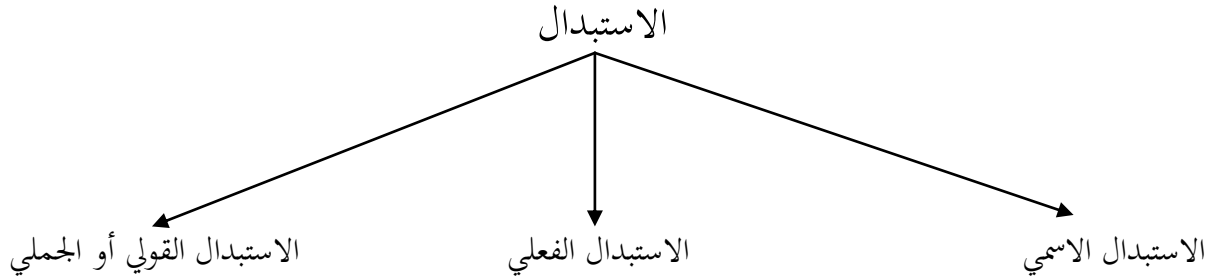 الاستبدال
الاستبدال الاسمي
الاستبدال الفعلي
الاستبدال القولي أو الجملي